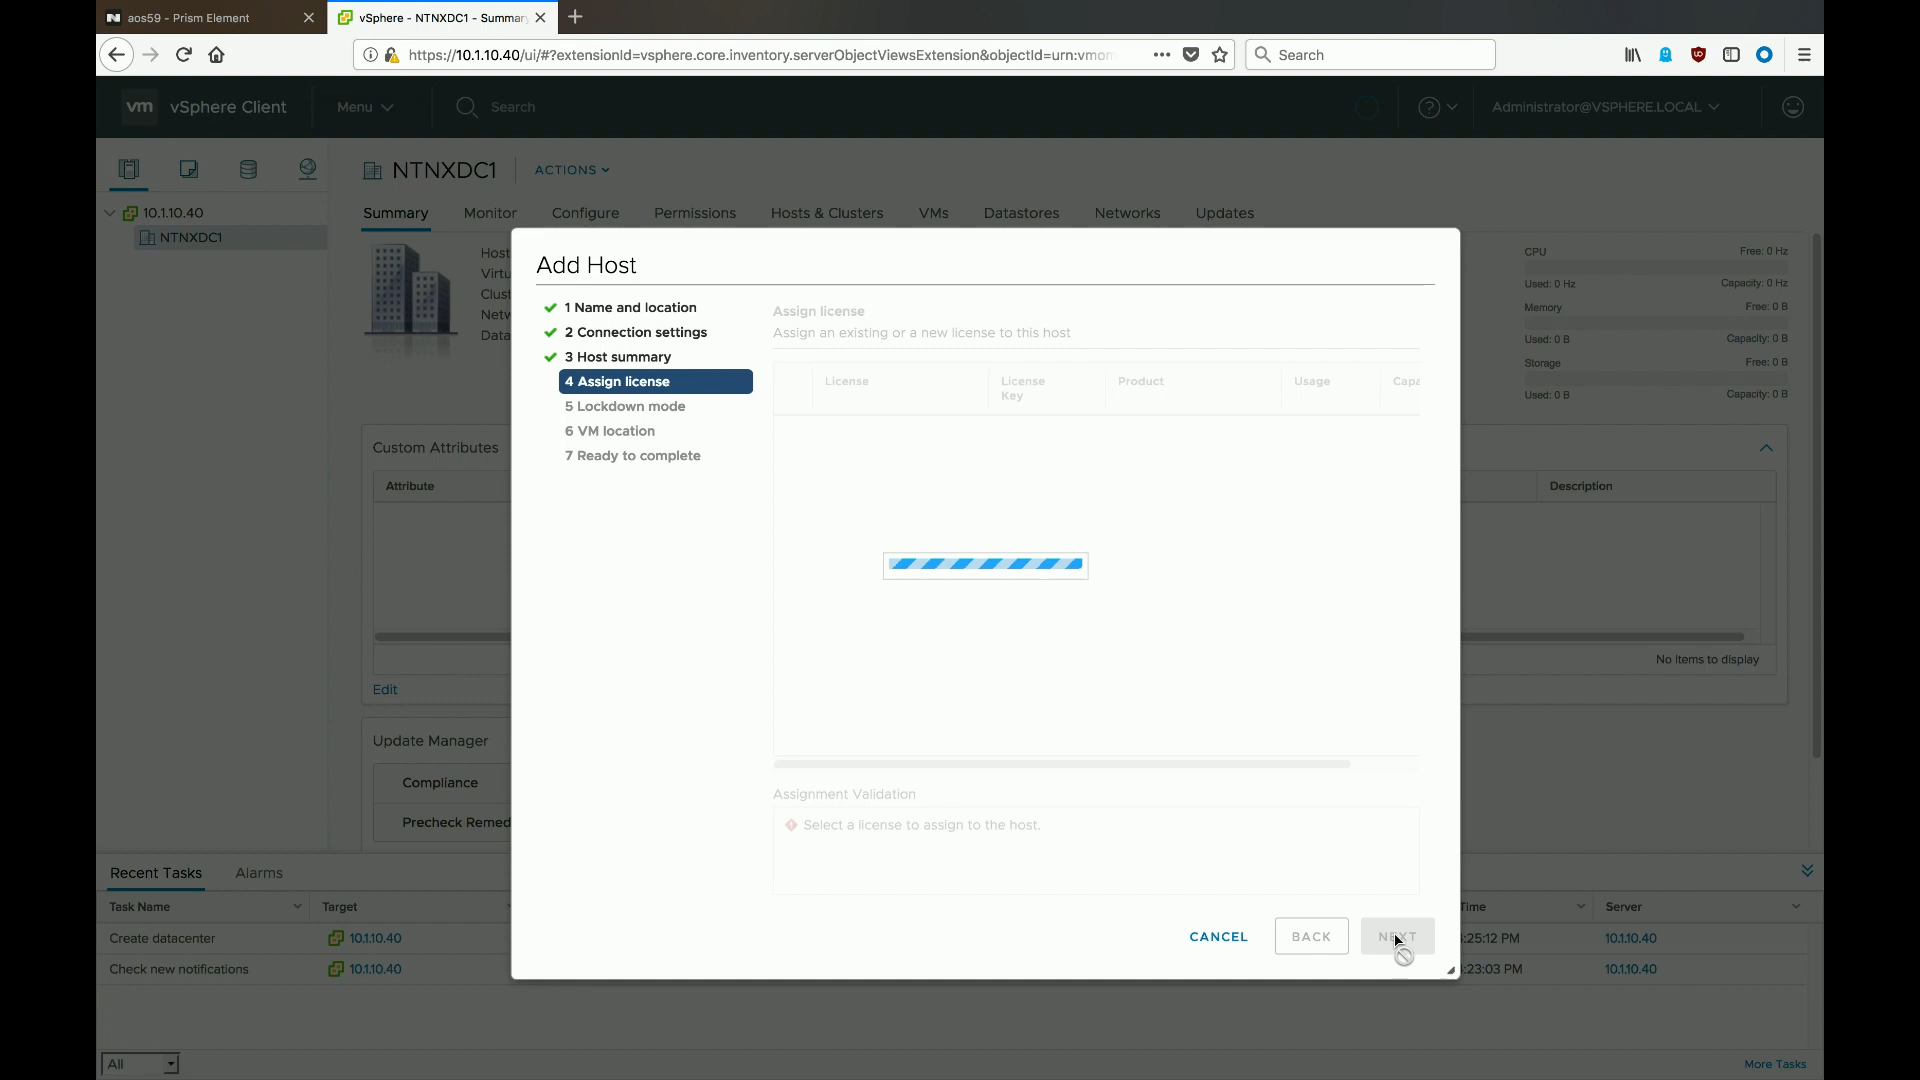 aos59 - Prism Element
vSphere - NTNXDC1 - Summar
https://10.1.10.40/ui/#?extensionId=vsphere.core.inventory.serverObjectViewsExtension&objectId=urn:vmom
Search
vm vSphere Client
Menu
Search
Administrator@VSPHERE.LOCAL
10.1.10.40
NTNXDC1
NTNXDC1
ACTIONS
Summary
Monitor
Configure
Permissions
Hosts & Clusters
VMs
Datastores
Networks
Updates
Host
Virtu
Clust
Netw
Data
CPU
Free: 0 Hz
Used: 0 Hz
Capacity: 0 Hz
Memory
Free: 0 B
Used: 0 B
Capacity: 0 B
Storage
Free: 0 B
Used: 0 B
Capacity: 0 B
Add Host
1 Name and location
2 Connection settings
3 Host summary
4 Assign license
5 Lockdown mode
6 VM location
7 Ready to complete
Assign license
Assign an existing or a new license to this host
License
License Key
Product
Usage
Capa
Assignment Validation
Select a license to assign to the host.
CANCEL
BACK
NEXT
Custom Attributes
Attribute
Description
No items to display
Edit
Update Manager
Compliance
Precheck Remed
Recent Tasks
Alarms
Task Name
Target
Time
Server
Create datacenter
10.1.10.40
:25:12 PM
10.1.10.40
Check new notifications
10.1.10.40
:23:03 PM
10.1.10.40
All
More Tasks